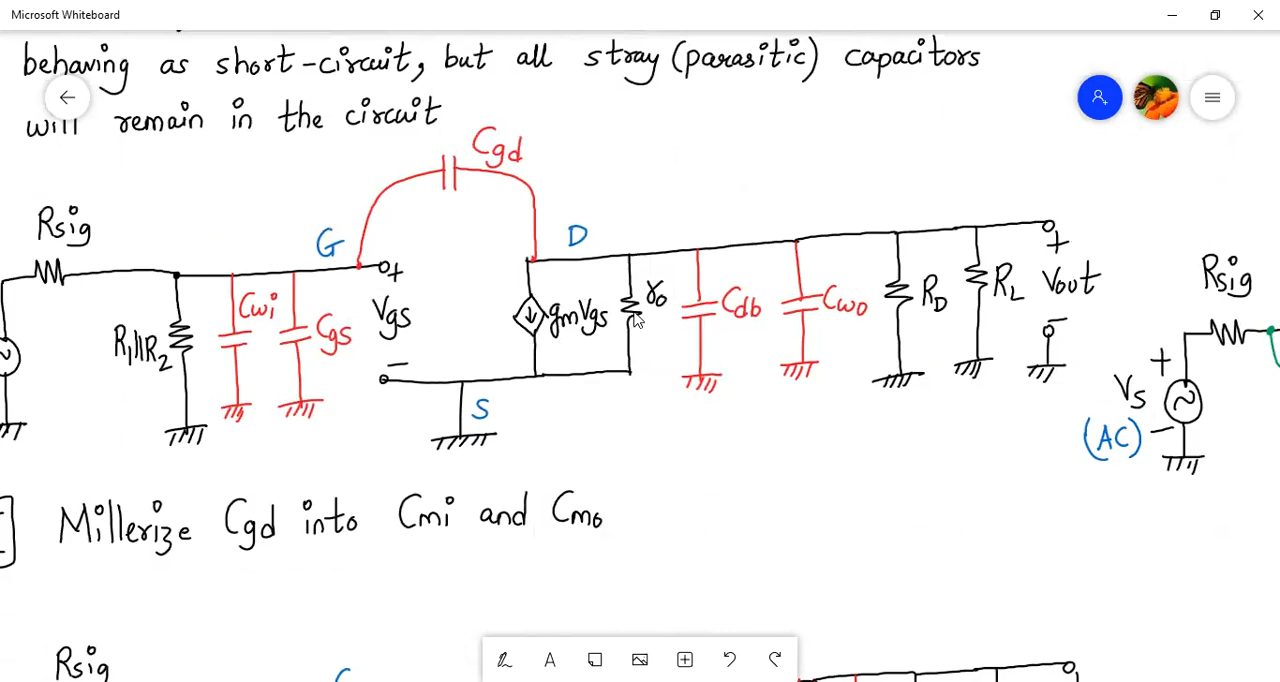 Microsoft Whiteboard
behaving as short-circuit, but all stray (parasitic) capacitors
will remain in the circuit
Cgd
Rsig
G
D
+
+
R1||R2
Cwi
Cgs
Vgs
gmVgs
ro
Cdb
Cwo
RD
RL
Vout
Rsig
−
−
S
+
Vs
(AC)
−
Millerize Cgd into Cmi and Cmo
Rsig
A